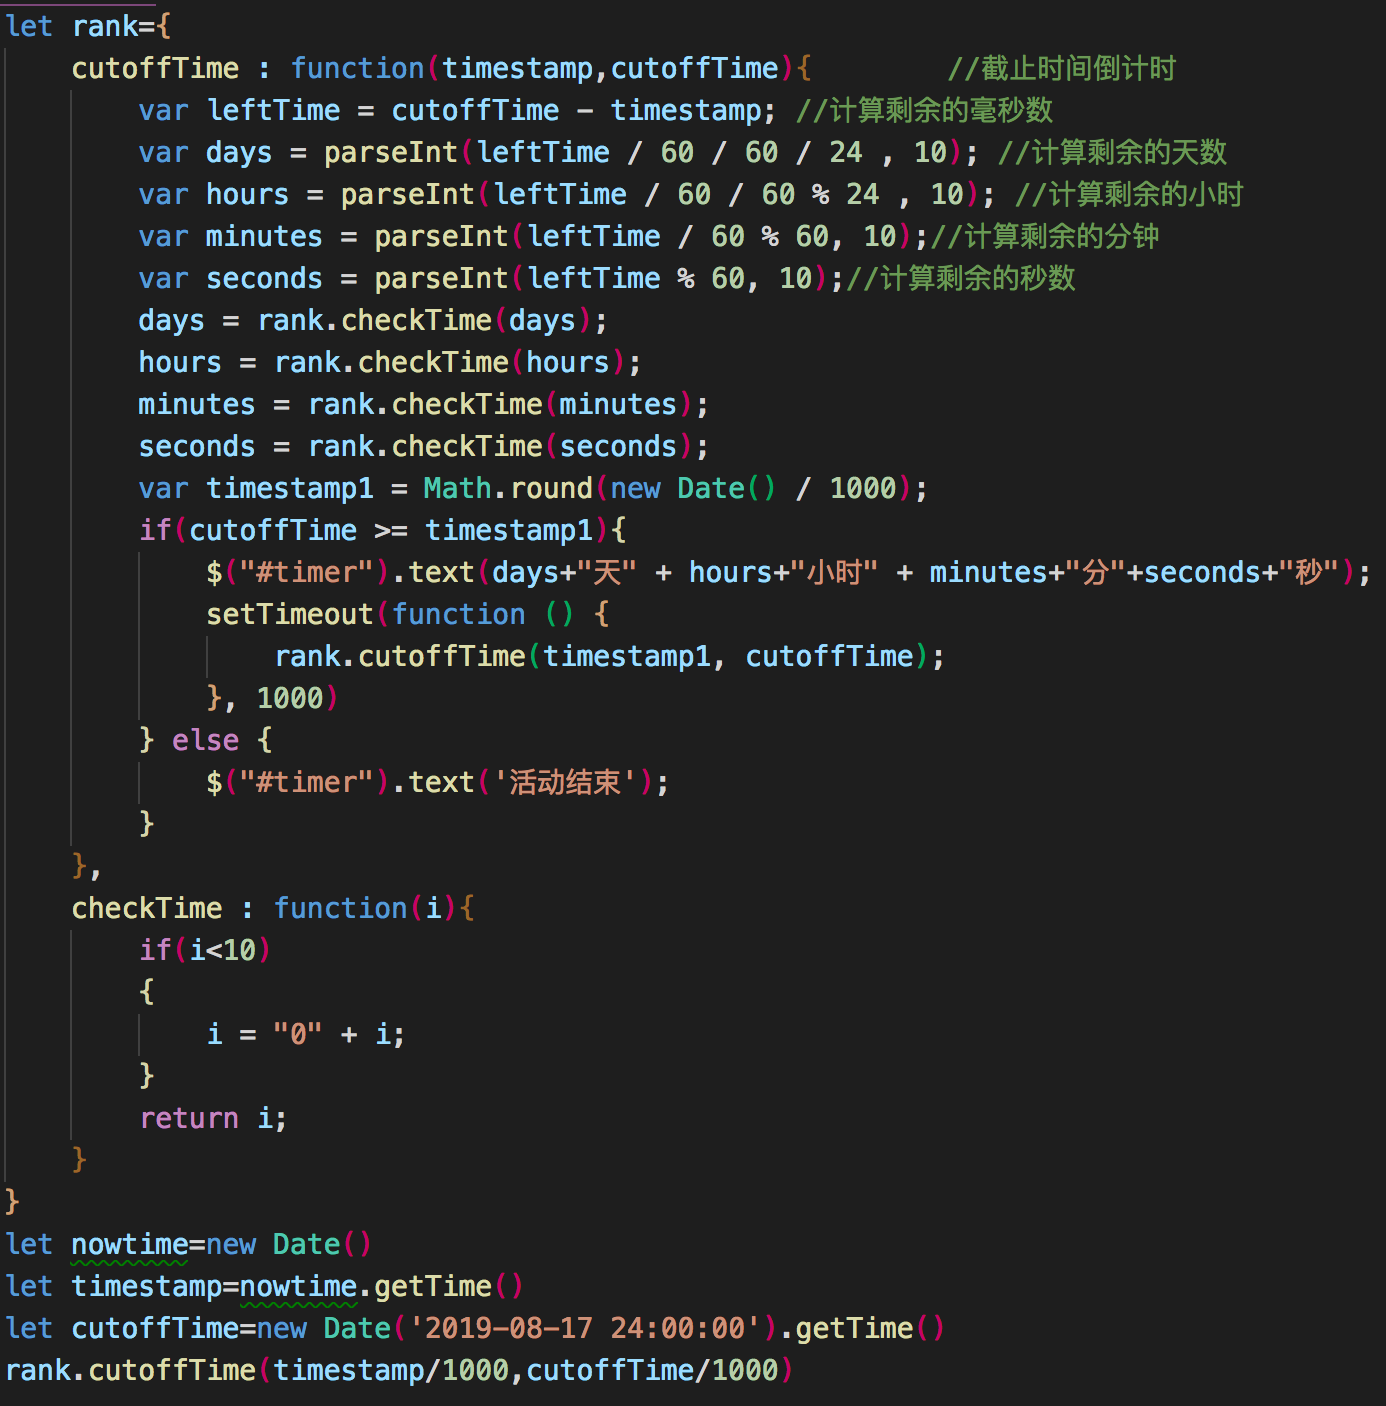 let rank={
    cutoffTime : function(timestamp,cutoffTime){        //截止时间倒计时
        var leftTime = cutoffTime - timestamp; //计算剩余的毫秒数
        var days = parseInt(leftTime / 60 / 60 / 24 , 10); //计算剩余的天数
        var hours = parseInt(leftTime / 60 / 60 % 24 , 10); //计算剩余的小时
        var minutes = parseInt(leftTime / 60 % 60, 10);//计算剩余的分钟
        var seconds = parseInt(leftTime % 60, 10);//计算剩余的秒数
        days = rank.checkTime(days);
        hours = rank.checkTime(hours);
        minutes = rank.checkTime(minutes);
        seconds = rank.checkTime(seconds);
        var timestamp1 = Math.round(new Date() / 1000);
        if(cutoffTime >= timestamp1){
            $("#timer").text(days+"天" + hours+"小时" + minutes+"分"+seconds+"秒");
            setTimeout(function () {
                rank.cutoffTime(timestamp1, cutoffTime);
            }, 1000)
        } else {
            $("#timer").text('活动结束');
        }
    },
    checkTime : function(i){
        if(i<10)
        {
            i = "0" + i;
        }
        return i;
    }
}
let nowtime=new Date()
let timestamp=nowtime.getTime()
let cutoffTime=new Date('2019-08-17 24:00:00').getTime()
rank.cutoffTime(timestamp/1000,cutoffTime/1000)